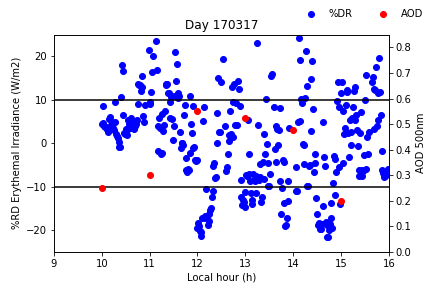 %DR AOD
Day 170317
%RD Erythemal Irradiance (W/m2)
20
10
0
−10
−20
0.8
0.7
0.6
0.5
0.4
0.3
0.2
0.1
0.0
AOD 500nm
9 10 11 12 13 14 15 16
Local hour (h)